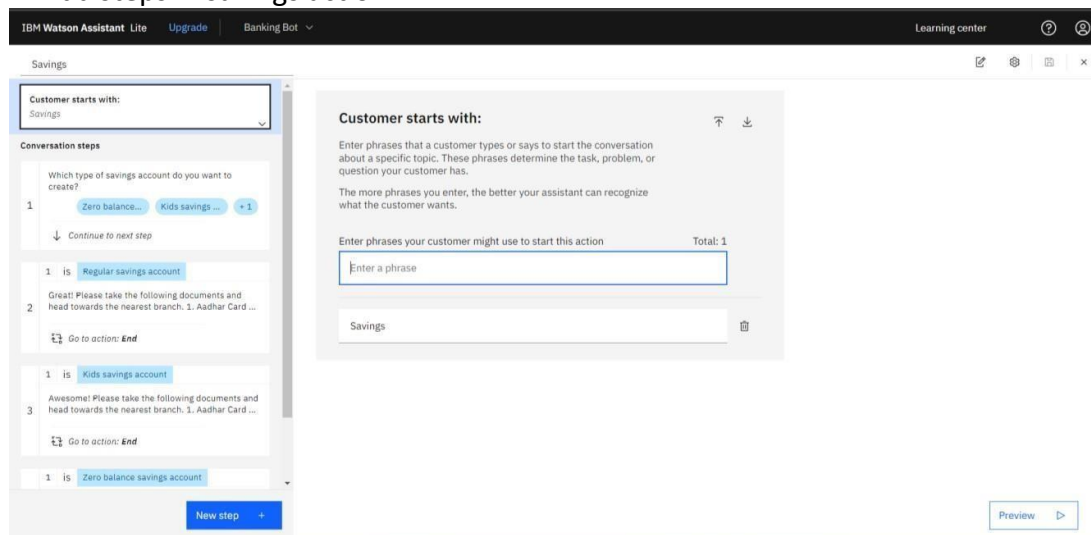 IBM Watson Assistant Lite Upgrade Banking Bot Learning center
Savings
Customer starts with:
Savings
Conversation steps
Which type of savings account do you want to
create?
1
Zero balance... Kids savings ... + 1
Continue to next step
1 is Regular savings account
Great! Please take the following documents and
2 head towards the nearest branch. 1. Aadhar Card ...
Go to action: End
1 is Kids savings account
Awesome! Please take the following documents and
3 head towards the nearest branch. 1. Aadhar Card ...
Go to action: End
1 is Zero balance savings account
New step +
Customer starts with:
Enter phrases that a customer types or says to start the conversation
about a specific topic. These phrases determine the task, problem, or
question your customer has.
The more phrases you enter, the better your assistant can recognize
what the customer wants.
Enter phrases your customer might use to start this action Total: 1
Enter a phrase
Savings
Preview